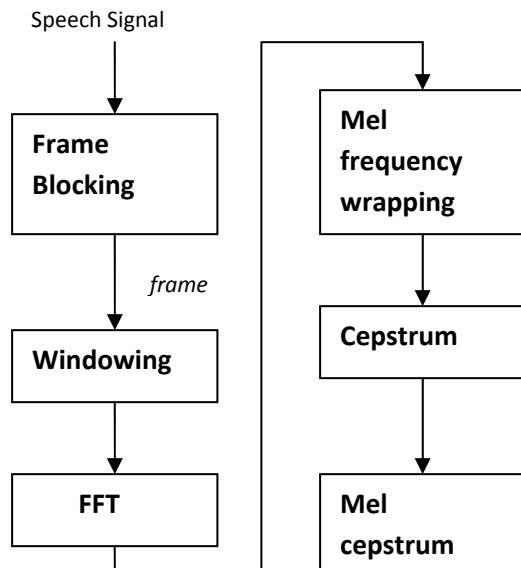 Speech Signal
Frame
Blocking
frame
Windowing
FFT
Mel
frequency
wrapping
Cepstrum
Mel
cepstrum